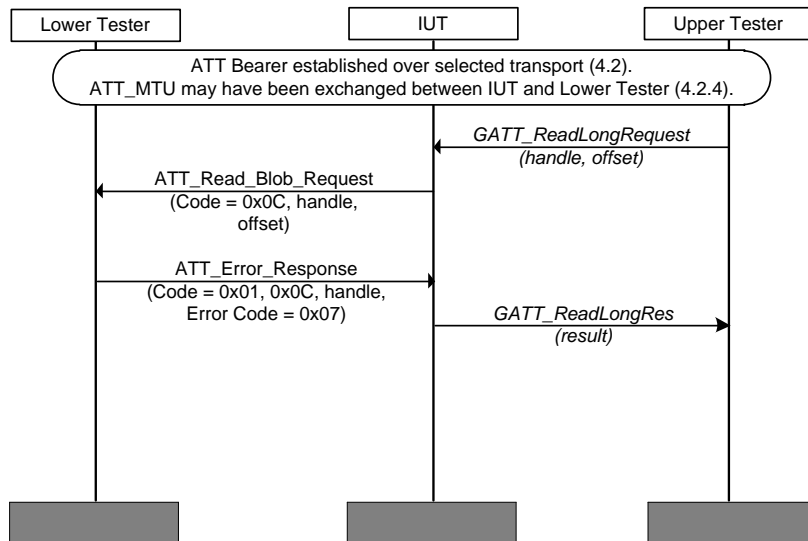 Lower Tester
IUT
Upper Tester
ATT Bearer established over selected transport (4.2).
ATT_MTU may have been exchanged between IUT and Lower Tester (4.2.4).
GATT_ReadLongRequest
(handle, offset)
ATT_Read_Blob_Request
(Code = 0x0C, handle,
offset)
ATT_Error_Response
(Code = 0x01, 0x0C, handle,
Error Code = 0x07)
GATT_ReadLongRes
(result)